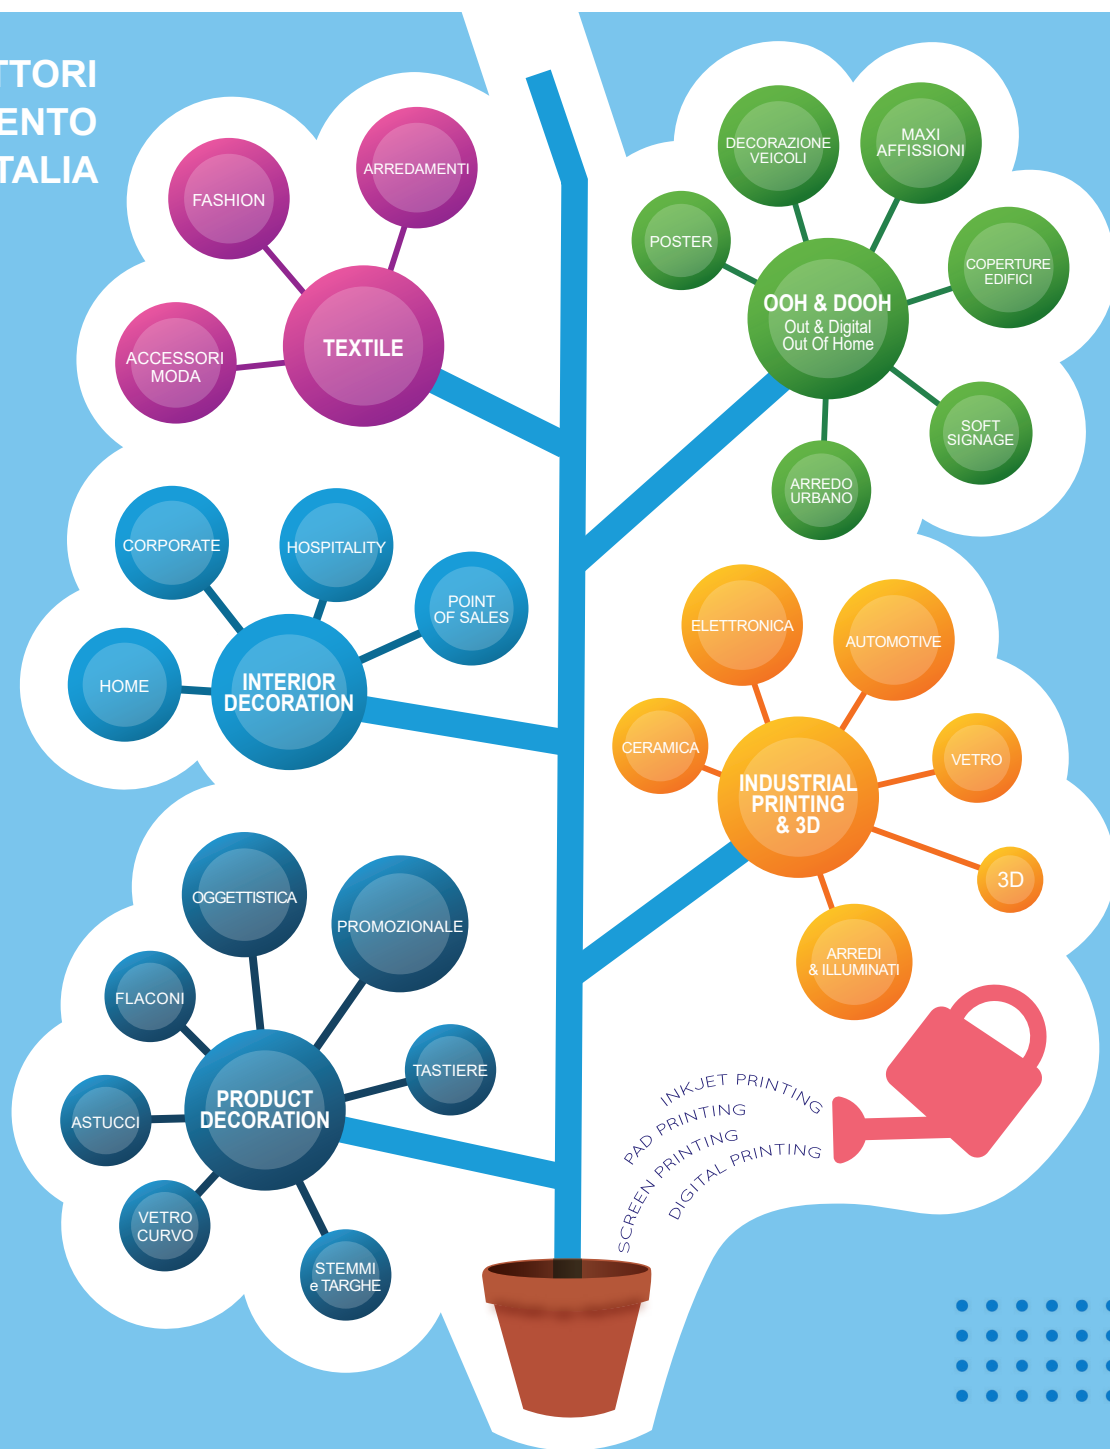 TTORI
ENTO
TALIA
FASHION
ARREDAMENTI
ACCESSORI
MODA
TEXTILE
DECORAZIONE
VEICOLI
MAXI
AFFISSIONI
POSTER
COPERTURE
EDIFICI
OOH & DOOH
Out & Digital
Out Of Home
SOFT
SIGNAGE
ARREDO
URBANO
CORPORATE
HOSPITALITY
POINT
OF SALES
HOME
INTERIOR
DECORATION
ELETTRONICA
AUTOMOTIVE
CERAMICA
VETRO
INDUSTRIAL
PRINTING
& 3D
3D
ARREDI
& ILLUMINATI
OGGETTISTICA
PROMOZIONALE
FLACONI
TASTIERE
ASTUCCI
PRODUCT
DECORATION
VETRO
CURVO
STEMMI
e TARGHE
INKJET PRINTING
PAD PRINTING
SCREEN PRINTING
DIGITAL PRINTING